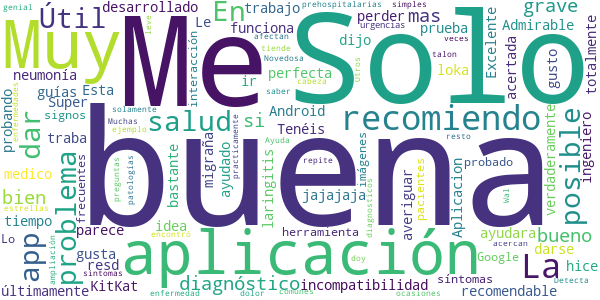 genial
desarrollado
En
trabajo
prehospitalarias
simples
Útil
Muy
Me
Solo
Le
perder
mas
grave
funciona
urgencias
afectan
leve
prueba
Admirable
tiende
Novedosa
dijo
veces
talon
Excelente
acertada
gusto
totalmente
neumonía
interacción
ir
perfecta
loka
cabeza
Otros
probando
guías
Esta
Super
signos
salud
si
saber
Android
solamente
recomiendo
ingeniero
dar
enfermedades
Muchas
ejemplo
migraña
ayudado
Tenéis
Ayuda
resto
traba
buena
posible
medico
problema
frecuentes
bastante
preguntas
patologías
prácticamente
laringitis
repite
imágenes
jajajaja
averiguar
pacientes
diagnósticos
Aplicacion
probado
Wal
verdaderamente
estrellas
bien
tiempo
idea
encontró
herramienta
ayudara
bueno
recomendable
Lo
app
ampliación
parece
gusta
resd
aplicación
La
darse
Google
acercan
hice
síntomas
últimamente
KitKat
diagnóstico
incompatibilidad
síntomas
Detecta
enfermedad
dolor
comunes
doy
ocasiones